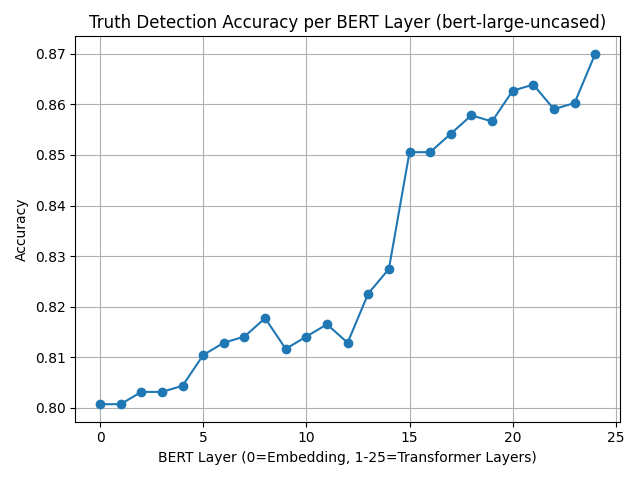 Truth Detection Accuracy per BERT Layer (bert-large-uncased)
0.87
0.86
0.85
0.84
0.83
0.82
0.81
0.80
Accuracy
0 5 10 15 20 25
BERT Layer (0=Embedding, 1-25=Transformer Layers)